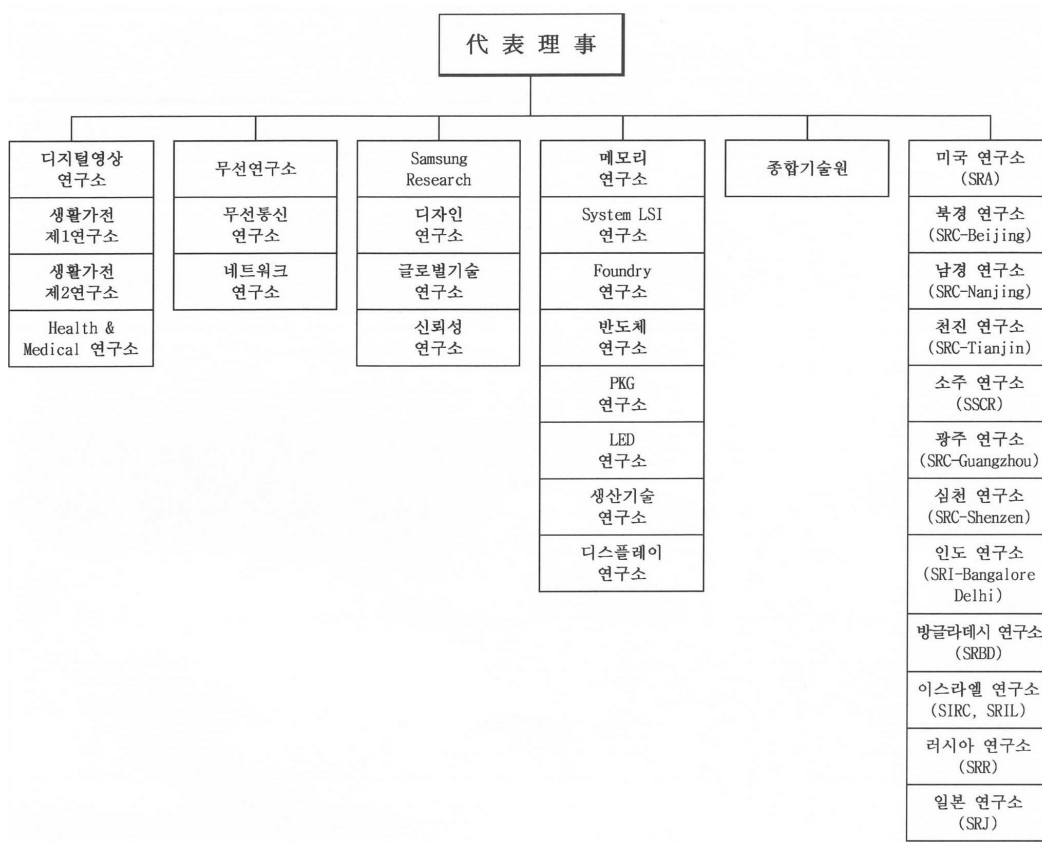 代 表 理 事
디지털영상
연구소
생활가전
제1연구소
생활가전
제2연구소
Health &
Medical 연구소
무선연구소
무선통신
연구소
네트워크
연구소
Samsung
Research
디자인
연구소
글로벌기술
연구소
신뢰성
연구소
메모리
연구소
System LSI
연구소
Foundry
연구소
반도체
연구소
PKG
연구소
LED
연구소
생산기술
연구소
디스플레이
연구소
종합기술원
미국 연구소
(SRA)
북경 연구소
(SRC-Beijing)
남경 연구소
(SRC-Nanjing)
천진 연구소
(SRC-Tianjin)
소주 연구소
(SSCR)
광주 연구소
(SRC-Guangzhou)
심천 연구소
(SRC-Shenzen)
인도 연구소
(SRI-Bangalore
Delhi)
방글라데시 연구소
(SRBD)
이스라엘 연구소
(SIRC, SRIL)
러시아 연구소
(SRR)
일본 연구소
(SRJ)